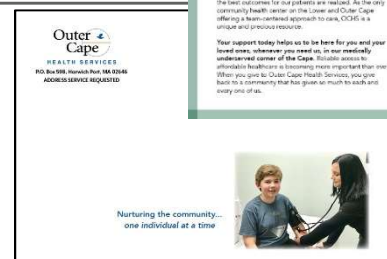 the best outcomes for our patients are realized. As the only
community health center on the Lower and Outer Cape
offering a team-centered approach to care, OCHS is a
unique and precious resource.
Your support today helps us to be here for you and your
loved ones, whenever you need us, in our medically
underserved corner of the Cape. Reliable access to
affordable healthcare is becoming more important than ever.
When you give to Outer Cape Health Services, you give
back to a community that has given so much to each and
every one of us.
Outer
Cape
HEALTH SERVICES
P.O. Box 598, Harwich Port, MA 02646
ADDRESS SERVICE REQUESTED
Nurturing the community...
one individual at a time